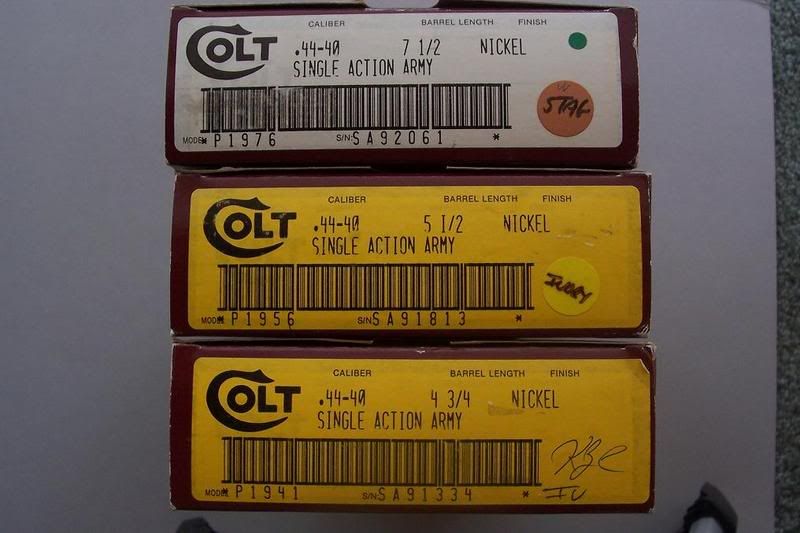 CALIBER BARREL LENGTH FINISH
COLT .44-40 7 1/2 NICKEL
SINGLE ACTION ARMY
STAG
MODEL *P1976 S/N: SA92061 *
CALIBER BARREL LENGTH FINISH
COLT .44-40 5 1/2 NICKEL
SINGLE ACTION ARMY
IVORY
MODEL *P1956 S/N SA91813 *
CALIBER BARREL LENGTH FINISH
COLT .44-40 4 3/4 NICKEL
SINGLE ACTION ARMY
MODEL *P1941 S/N SA91334 *